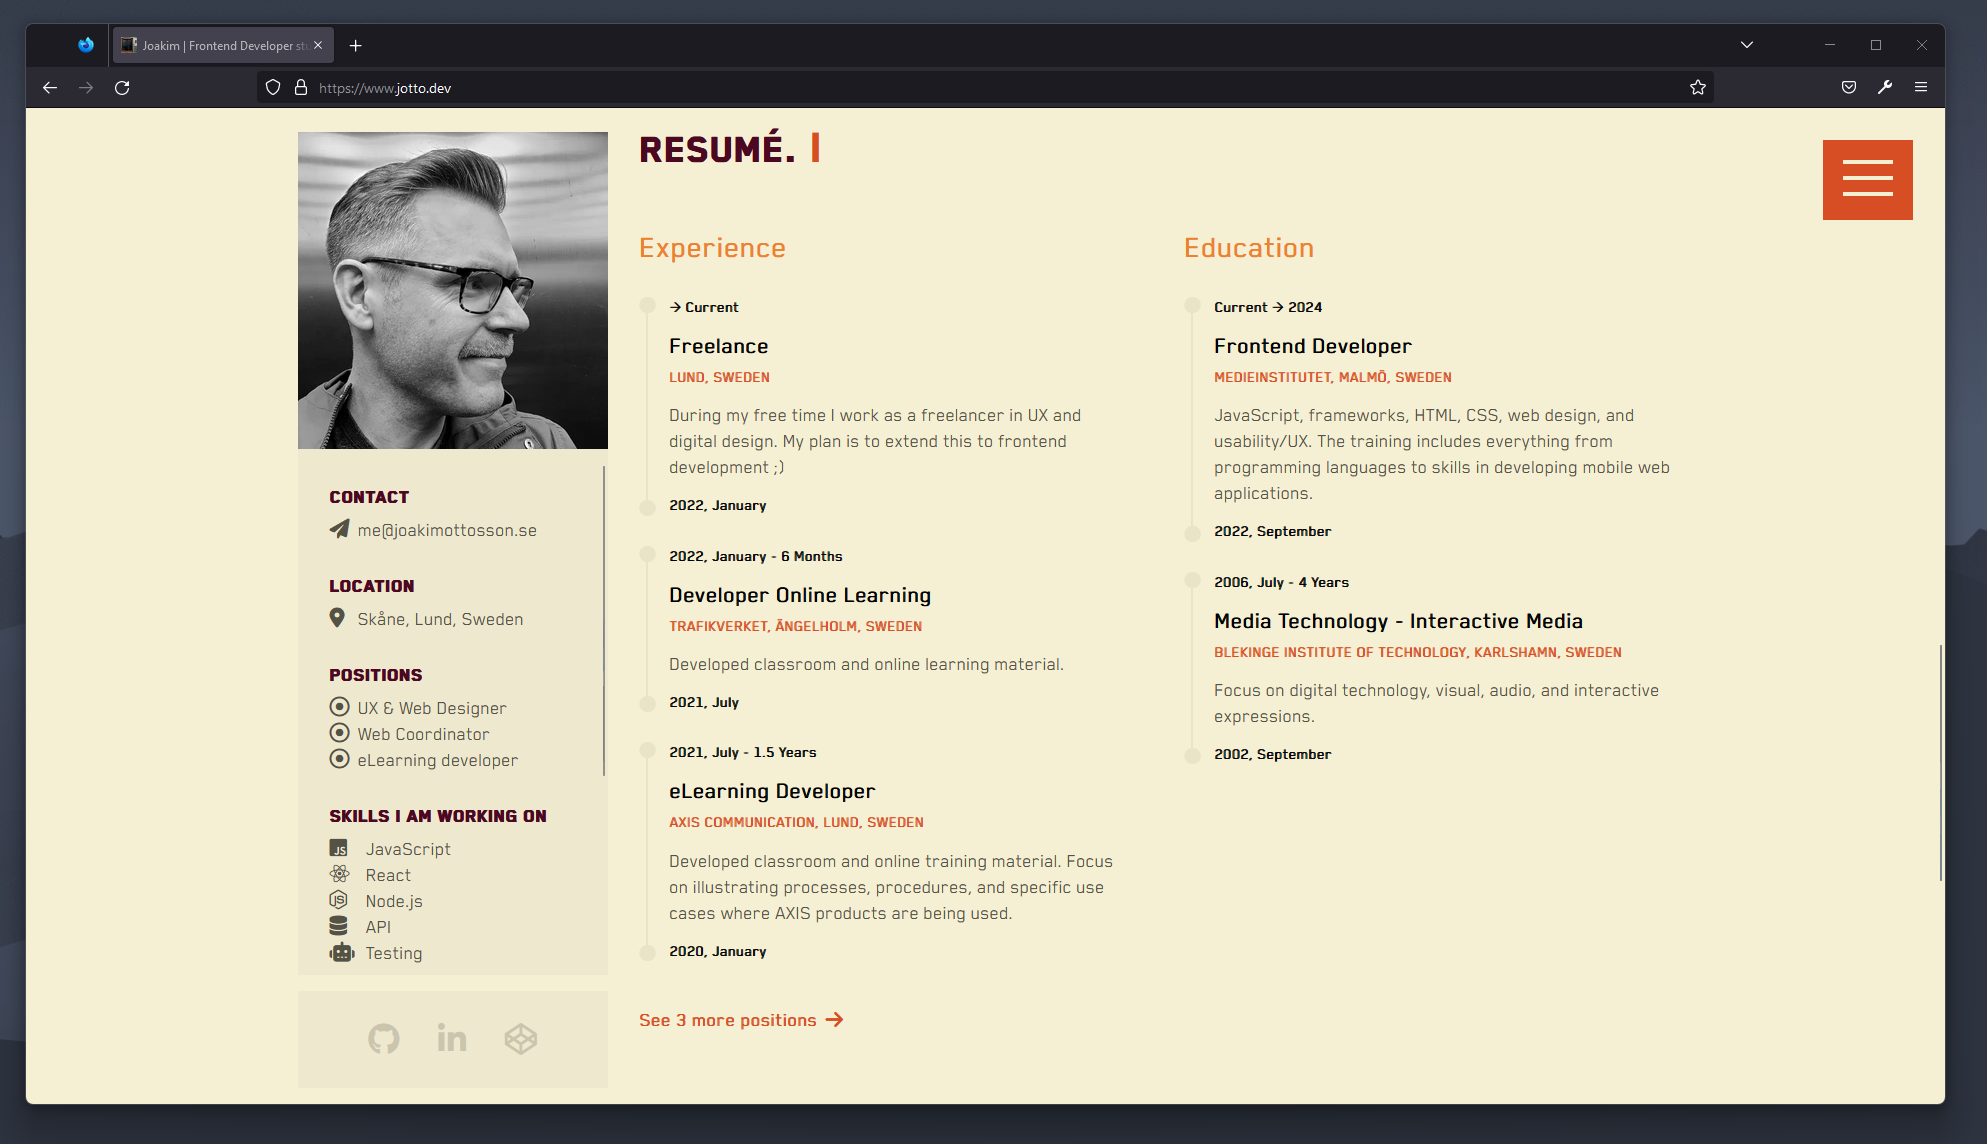 Joakim | Frontend Developer stu
https://www.jotto.dev
RESUMÉ. |
CONTACT
me@joakimottosson.se
LOCATION
Skåne, Lund, Sweden
POSITIONS
UX & Web Designer
Web Coordinator
eLearning developer
SKILLS I AM WORKING ON
JS JavaScript
React
JS Node.js
API
Testing
in
Experience
→ Current
Freelance
LUND, SWEDEN
During my free time I work as a freelancer in UX and
digital design. My plan is to extend this to frontend
development ;)
2022, January
2022, January - 6 Months
Developer Online Learning
TRAFIKVERKET, ÄNGELHOLM, SWEDEN
Developed classroom and online learning material.
2021, July
2021, July - 1.5 Years
eLearning Developer
AXIS COMMUNICATION, LUND, SWEDEN
Developed classroom and online training material. Focus
on illustrating processes, procedures, and specific use
cases where AXIS products are being used.
2020, January
See 3 more positions →
Education
Current → 2024
Frontend Developer
MEDIEINSTITUTET, MALMÖ, SWEDEN
JavaScript, frameworks, HTML, CSS, web design, and
usability/UX. The training includes everything from
programming languages to skills in developing mobile web
applications.
2022, September
2006, July - 4 Years
Media Technology - Interactive Media
BLEKINGE INSTITUTE OF TECHNOLOGY, KARLSHAMN, SWEDEN
Focus on digital technology, visual, audio, and interactive
expressions.
2002, September